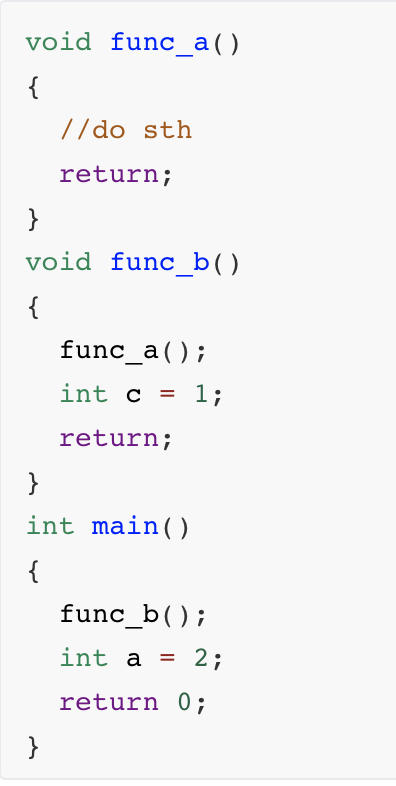 void func_a()
{
  //do sth
  return;
}
void func_b()
{
  func_a();
  int c = 1;
  return;
}
int main()
{
  func_b();
  int a = 2;
  return 0;
}